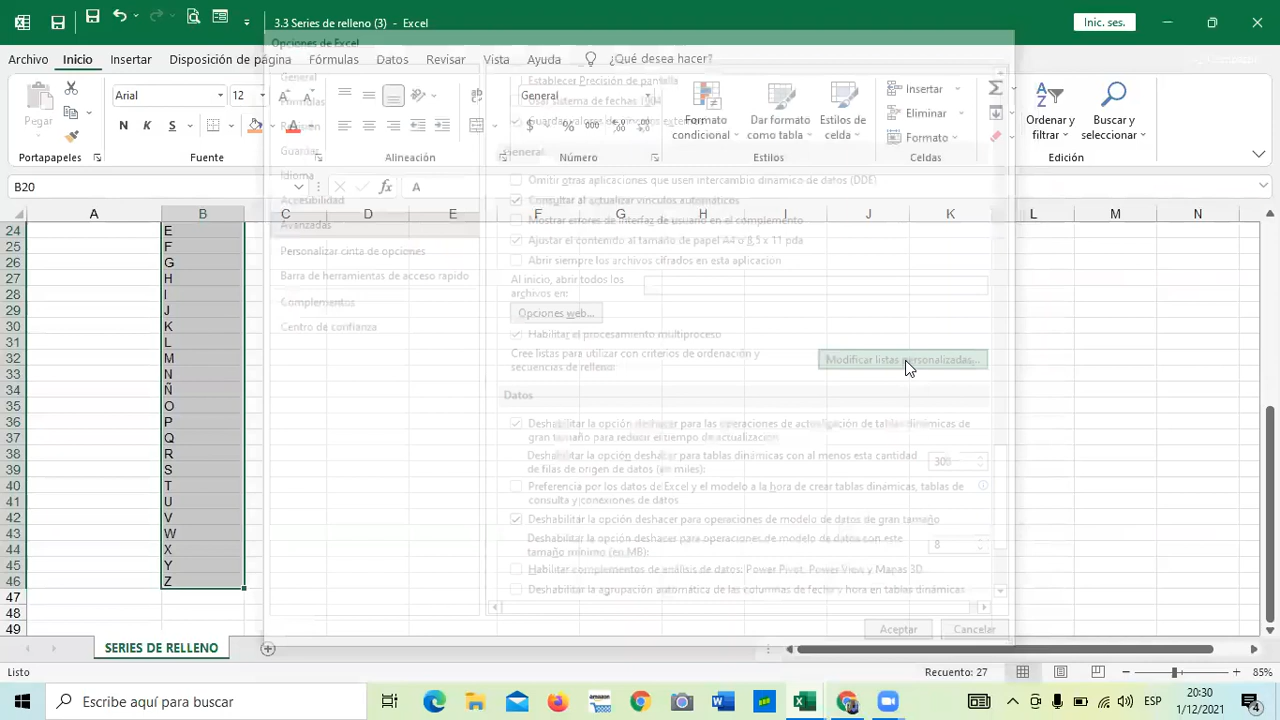 3.3 Series de relleno (3) - Excel
Inic. ses.
Opciones de Excel
Archivo Inicio Insertar Disposición de página Fórmulas Datos Revisar Vista Ayuda ¿Qué desea hacer?
Pegar
Portapapeles
Arial 12
N K S
Fuente
Alineación
General
$ % 000
Número
Formato condicional
Dar formato como tabla
Estilos de celda
Estilos
Insertar
Eliminar
Formato
Celdas
Ordenar y filtrar
Buscar y seleccionar
Edición
B20
fx A
A B C D E F G H I J K L M N
24 E
25 F
26 G
27 H
28 I
29 J
30 K
31 L
32 M
33 N
34 Ñ
35 O
36 P
37 Q
38 R
39 S
40 T
41 U
42 V
43 W
44 X
45 Y
46 Z
47
48
49
General
Fórmulas
Guardar
Idioma
Accesibilidad
Avanzadas
Personalizar cinta de opciones
Barra de herramientas de acceso rápido
Complementos
Centro de confianza
Establecer Precisión de pantalla
Usar sistema de fechas 1904
Guardar valores de vínculos externos
General
Omitir otras aplicaciones que usen intercambio dinámico de datos (DDE)
Consultar al actualizar vínculos automáticos
Mostrar errores de interfaz de usuario en el complemento
Ajustar el contenido al tamaño de papel A4 o 8,5 x 11 pda
Abrir siempre los archivos cifrados en esta aplicación
Al inicio, abrir todos los
archivos en:
Opciones web...
Habilitar el procesamiento multiproceso
Cree listas para utilizar con criterios de ordenación y
secuencias de relleno:
Modificar listas personalizadas...
Datos
Deshabilitar la opción deshacer para las operaciones de actualización de tablas dinámicas de
gran tamaño para reducir el tiempo de actualización
Deshabilitar la opción deshacer para tablas dinámicas con al menos esta cantidad
de filas de origen de datos (en miles): 300
Preferencia por los datos de Excel y el modelo a la hora de crear tablas dinámicas, tablas de
consulta y conexiones de datos
Deshabilitar la opción deshacer para operaciones de modelo de datos de gran tamaño
Deshabilitar la opción deshacer para operaciones de modelo de datos con este
tamaño mínimo (en MB): 8
Habilitar complementos de análisis de datos: Power Pivot, Power View y Mapas 3D
Deshabilitar la agrupación automática de las columnas de fecha y hora en tablas dinámicas
Aceptar Cancelar
SERIES DE RELLENO
Listo
Recuento: 27
85%
Escribe aquí para buscar
ESP
20:30
1/12/2021
4